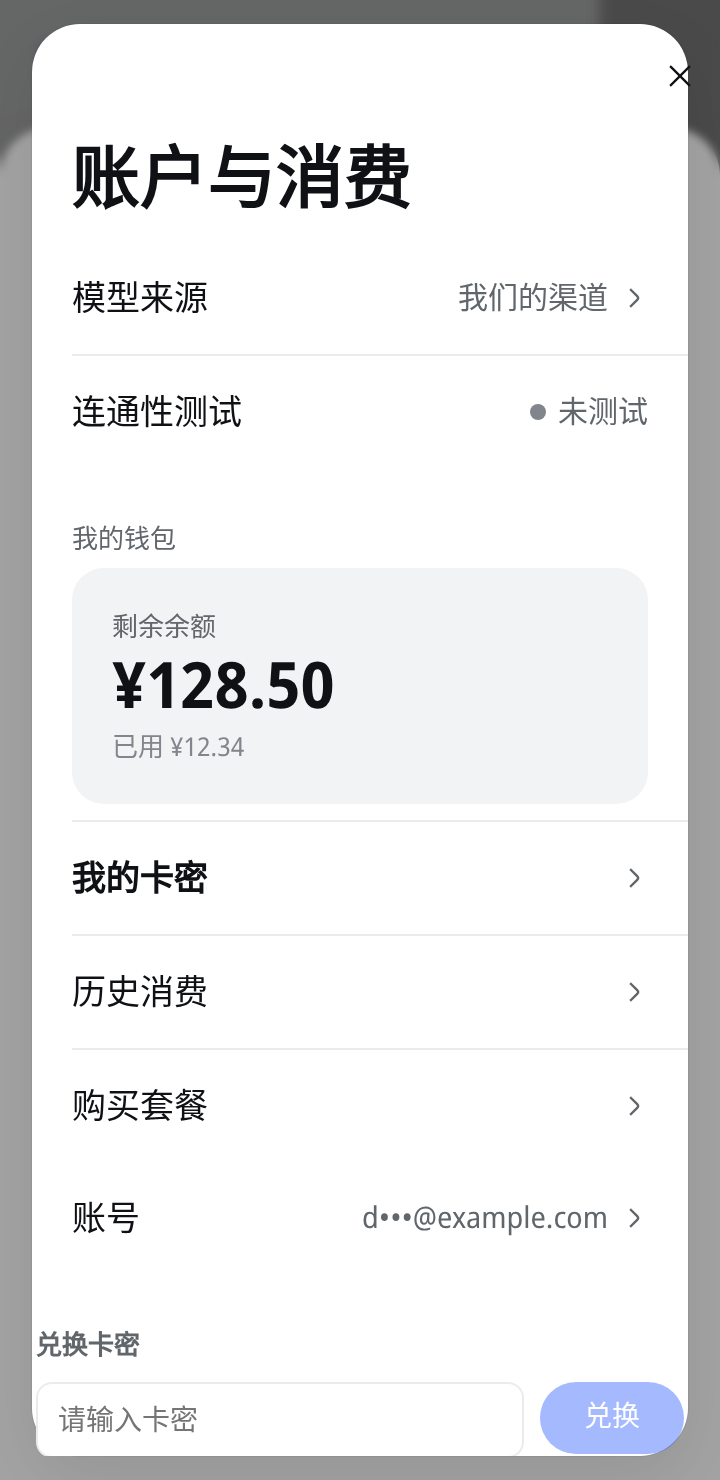 账户与消费
模型来源 我们的渠道
连通性测试 未测试
我的钱包
剩余余额
¥128.50
已用 ¥12.34
我的卡密
历史消费
购买套餐
账号 d•••@example.com
兑换卡密
请输入卡密 兑换